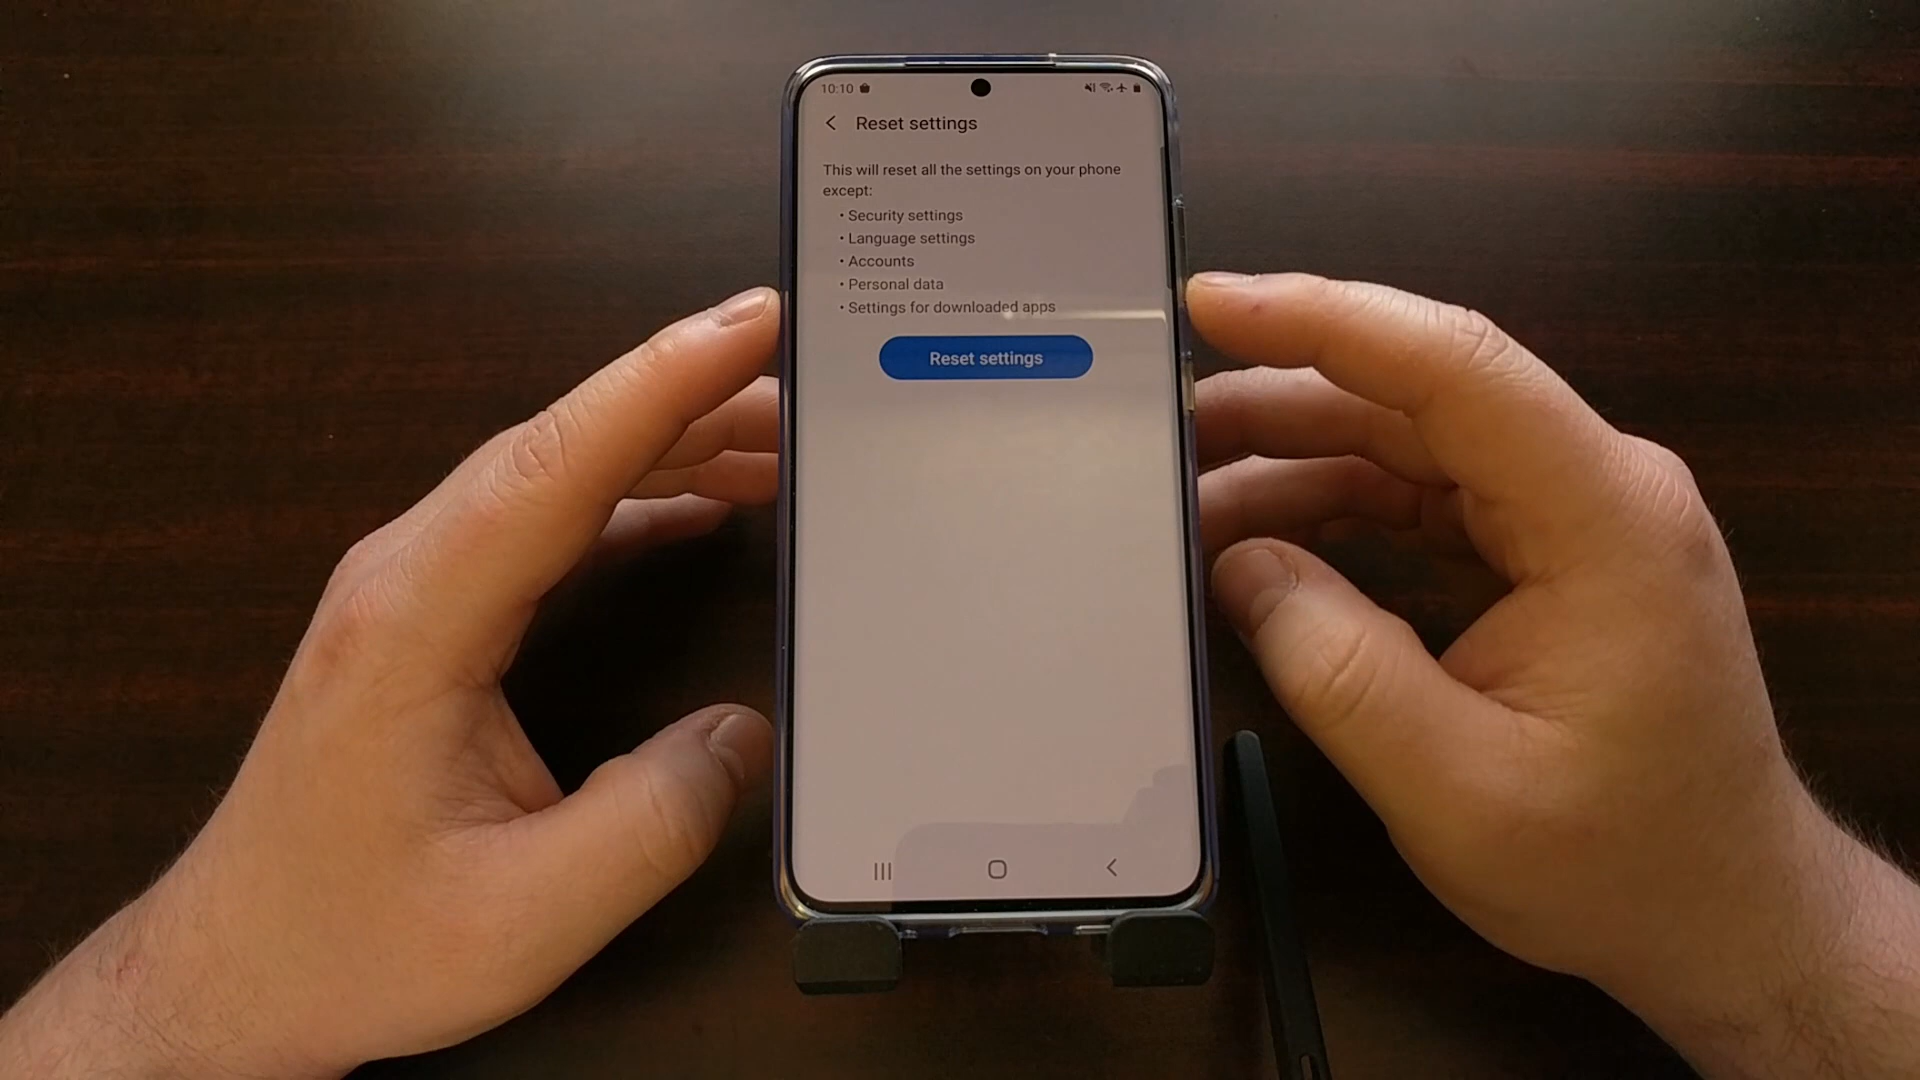 10:10
Reset settings
This will reset all the settings on your phone
except:
• Security settings
• Language settings
• Accounts
• Personal data
• Settings for downloaded apps
Reset settings